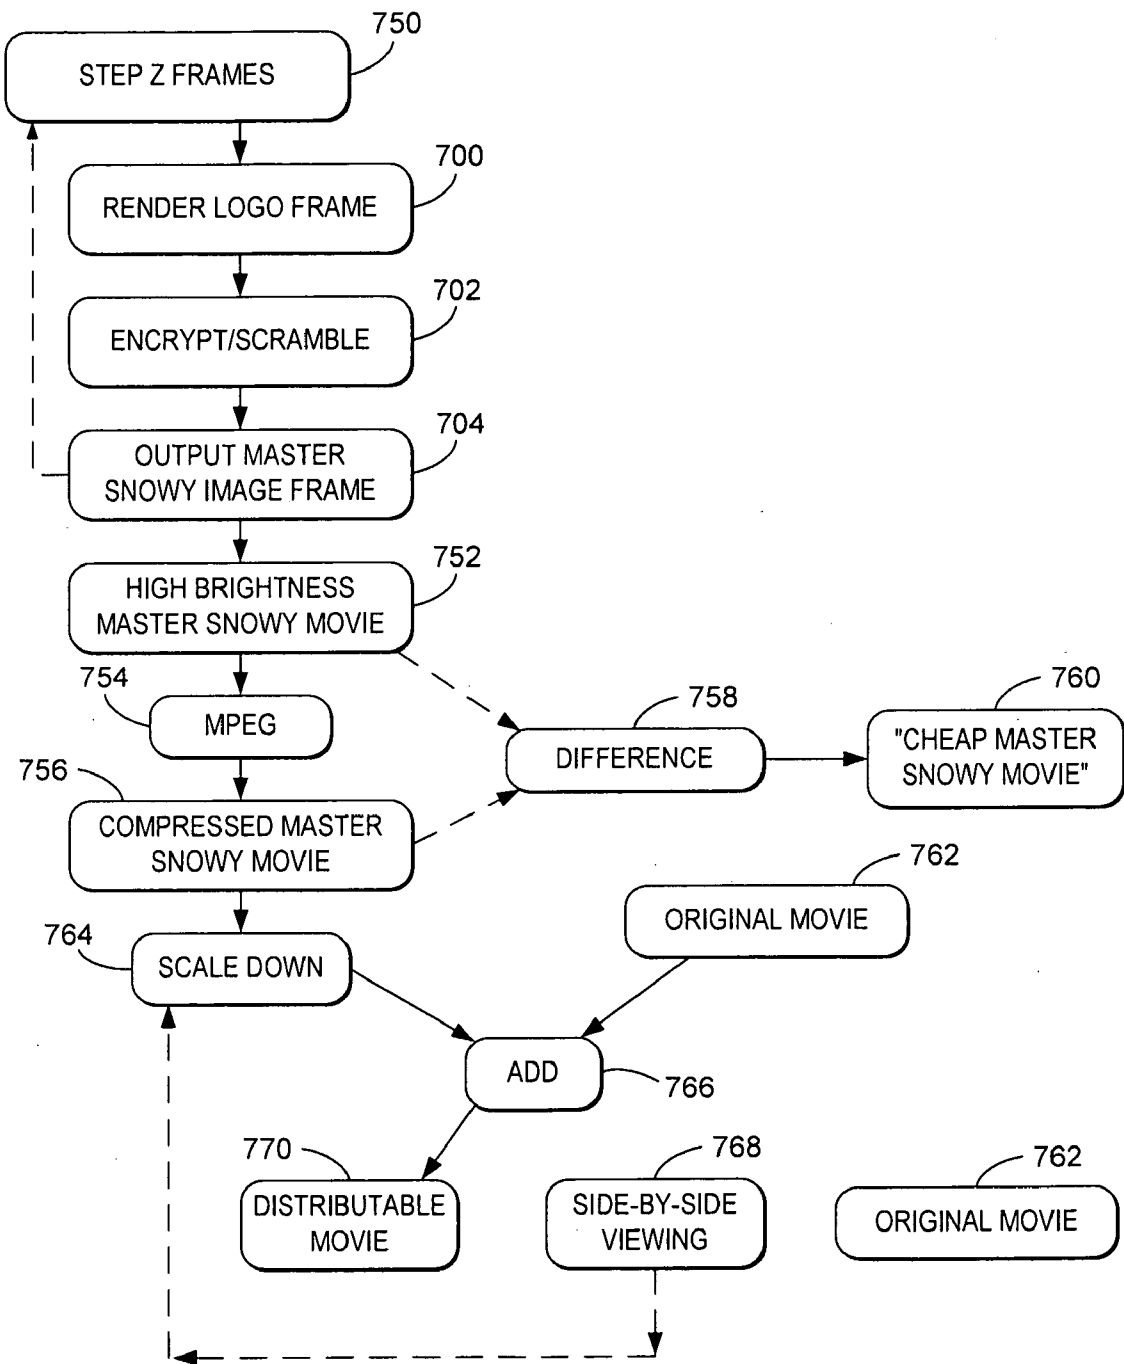 750
STEP Z FRAMES
700
RENDER LOGO FRAME
702
ENCRYPT/SCRAMBLE
704
OUTPUT MASTER
SNOWY IMAGE FRAME
752
HIGH BRIGHTNESS
MASTER SNOWY MOVIE
754
MPEG
758
DIFFERENCE
760
"CHEAP MASTER
SNOWY MOVIE"
756
COMPRESSED MASTER
SNOWY MOVIE
762
ORIGINAL MOVIE
764
SCALE DOWN
ADD
766
770
DISTRIBUTABLE
MOVIE
768
SIDE-BY-SIDE
VIEWING
762
ORIGINAL MOVIE